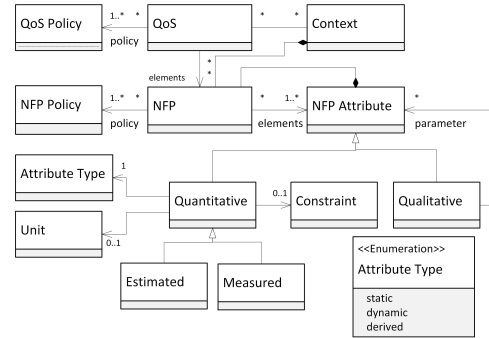 QoS Policy
1..*
*
policy
QoS
*
*
Context
*
*
elements
NFP Policy
1..*
*
policy
NFP
*
1..*
elements
NFP Attribute
*
parameter
Attribute Type
1
Quantitative
0..1
Constraint
Qualitative
Unit
0..1
Estimated
Measured
<<Enumeration>>
Attribute Type
static
dynamic
derived